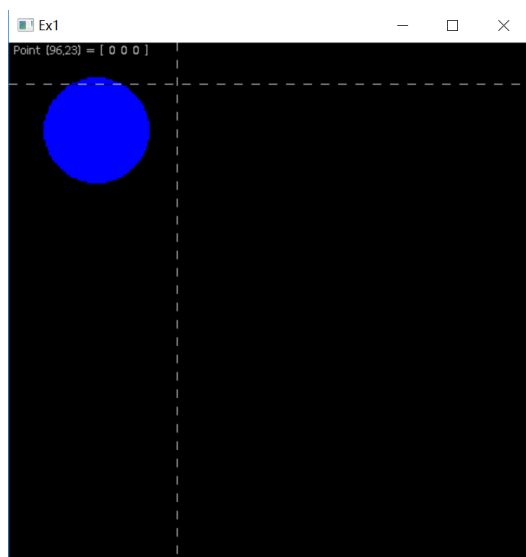 Ex1
Point (96,23) = [ 0 0 0 ]